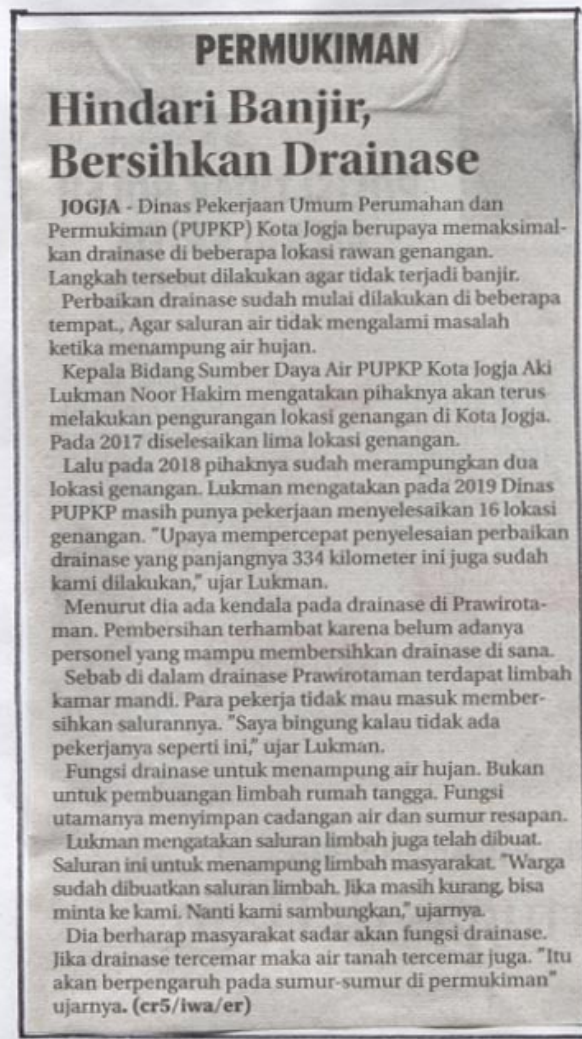 PERMUKIMAN
Hindari Banjir,
Bersihkan Drainase
JOGJA - Dinas Pekerjaan Umum Perumahan dan
Permukiman (PUPKP) Kota Jogja berupaya memaksimal-
kan drainase di beberapa lokasi rawan genangan.
Langkah tersebut dilakukan agar tidak terjadi banjir.
Perbaikan drainase sudah mulai dilakukan di beberapa
tempat., Agar saluran air tidak mengalami masalah
ketika menampung air hujan.
Kepala Bidang Sumber Daya Air PUPKP Kota Jogja Aki
Lukman Noor Hakim mengatakan pihaknya akan terus
melakukan pengurangan lokasi genangan di Kota Jogja.
Pada 2017 diselesaikan lima lokasi genangan.
Lalu pada 2018 pihaknya sudah merampungkan dua
lokasi genangan. Lukman mengatakan pada 2019 Dinas
PUPKP masih punya pekerjaan menyelesaikan 16 lokasi
genangan. "Upaya mempercepat penyelesaian perbaikan
drainase yang panjangnya 334 kilometer ini juga sudah
kami dilakukan," ujar Lukman.
Menurut dia ada kendala pada drainase di Prawirota-
man. Pembersihan terhambat karena belum adanya
personel yang mampu membersihkan drainase di sana.
Sebab di dalam drainase Prawirotaman terdapat limbah
kamar mandi. Para pekerja tidak mau masuk member-
sihkan salurannya. "Saya bingung kalau tidak ada
pekerjanya seperti ini," ujar Lukman.
Fungsi drainase untuk menampung air hujan. Bukan
untuk pembuangan limbah rumah tangga. Fungsi
utamanya menyimpan cadangan air dan sumur resapan.
Lukman mengatakan saluran limbah juga telah dibuat.
Saluran ini untuk menampung limbah masyarakat. "Warga
sudah dibuatkan saluran limbah. Jika masih kurang, bisa
minta ke kami. Nanti kami sambungkan," ujarnya.
Dia berharap masyarakat sadar akan fungsi drainase.
Jika drainase tercemar maka air tanah tercemar juga. "Itu
akan berpengaruh pada sumur-sumur di permukiman"
ujarnya. (cr5/iwa/er)